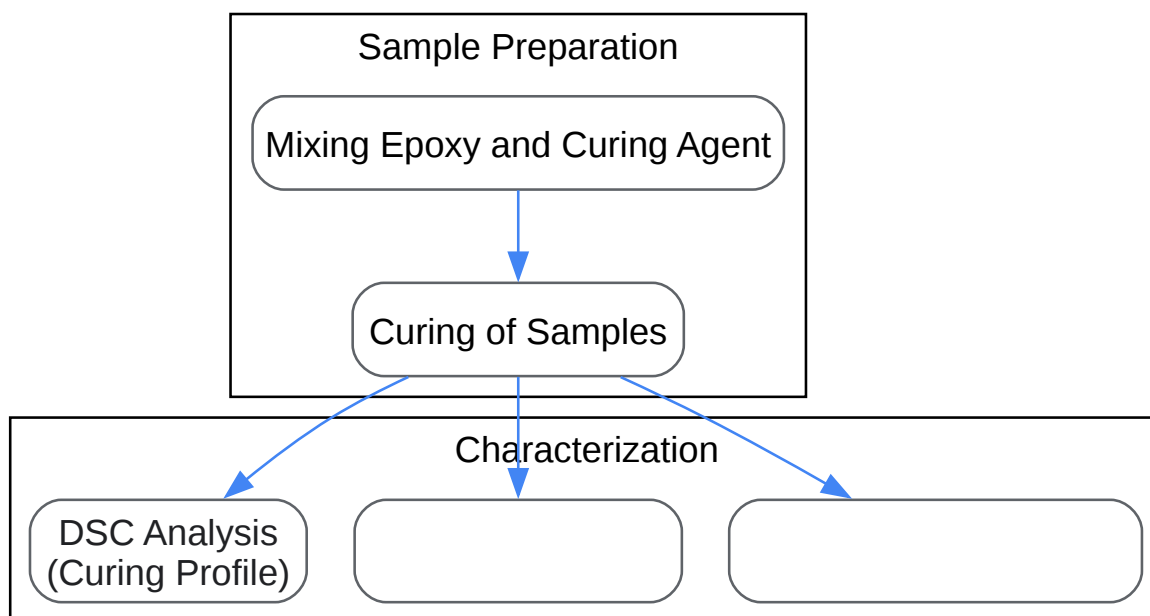 Sample Preparation
Mixing Epoxy and Curing Agent
Curing of Samples
Characterization
DSC Analysis
(Curing Profile)